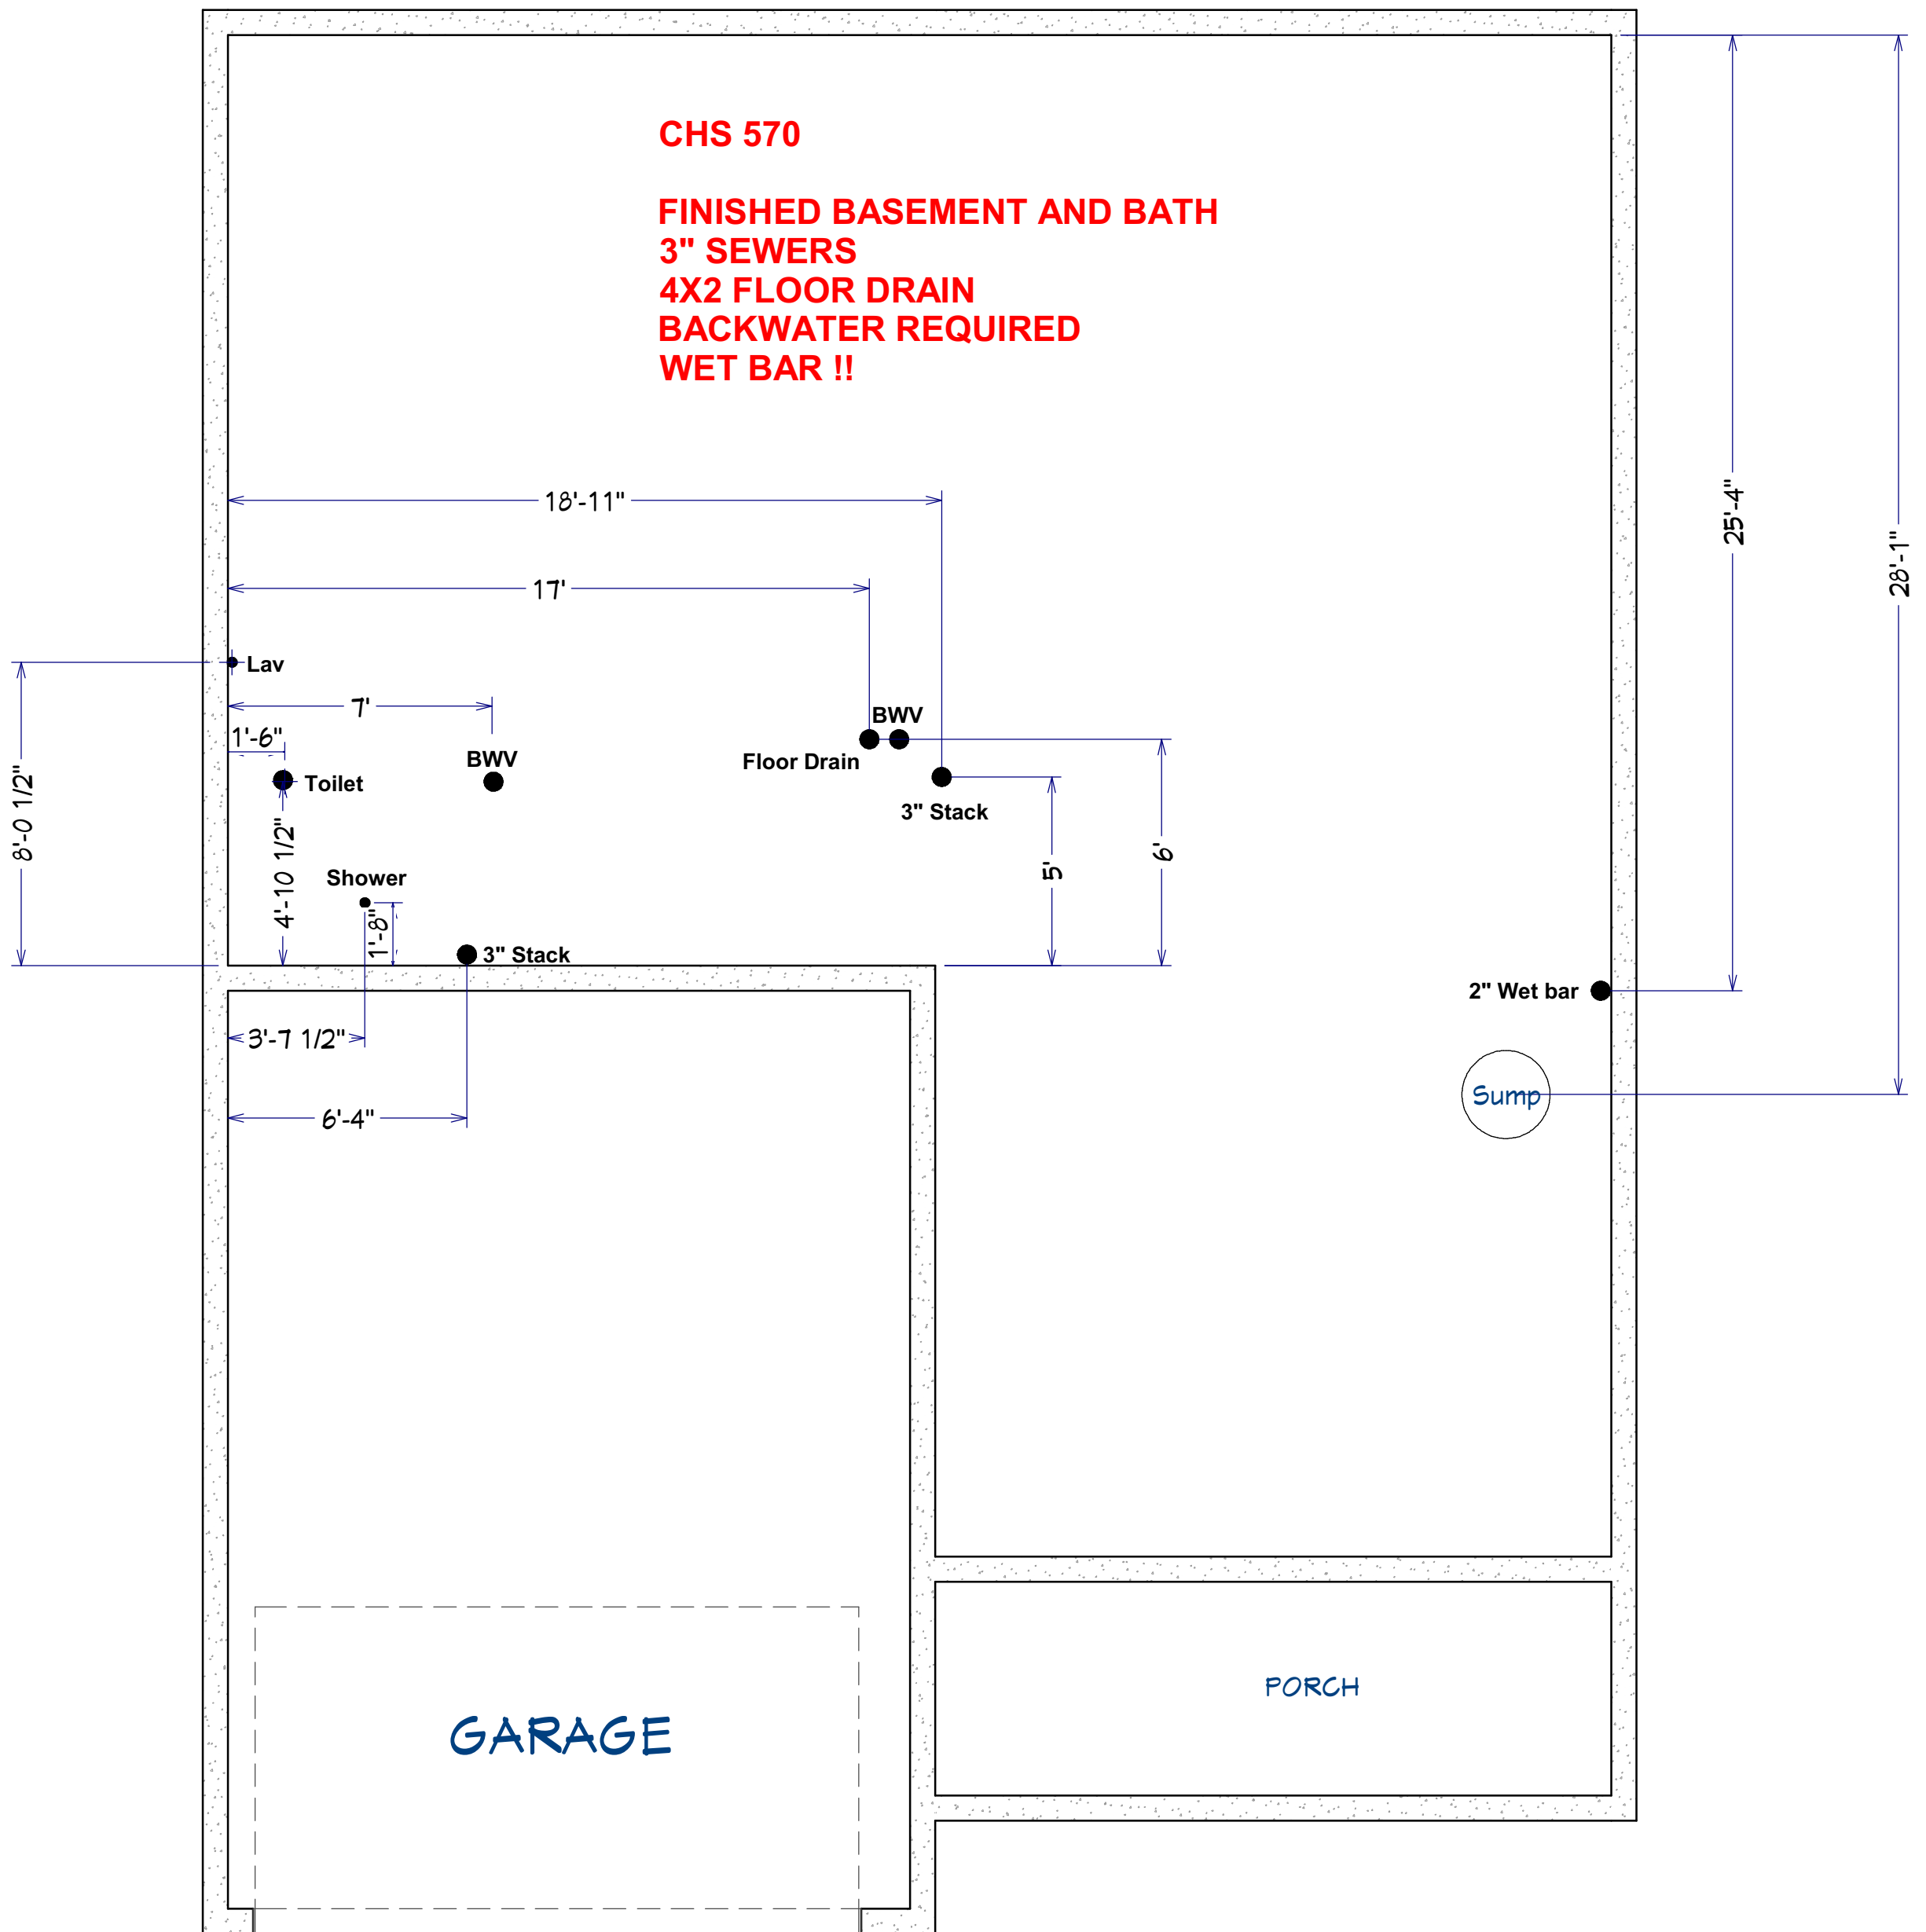 CHS 570
FINISHED BASEMENT AND BATH
3" SEWERS
4X2 FLOOR DRAIN
BACKWATER REQUIRED
WET BAR !!
18'-11"
25'-4"
28'-1"
17'
Lav
7'
BWV
1'-6"
BWV
Floor Drain
Toilet
3" Stack
8'-0 1/2"
4'-10 1/2"
5'
6'
Shower
1'-8"
3" Stack
2" Wet bar
3'-7 1/2"
Sump
6'-4"
PORCH
GARAGE